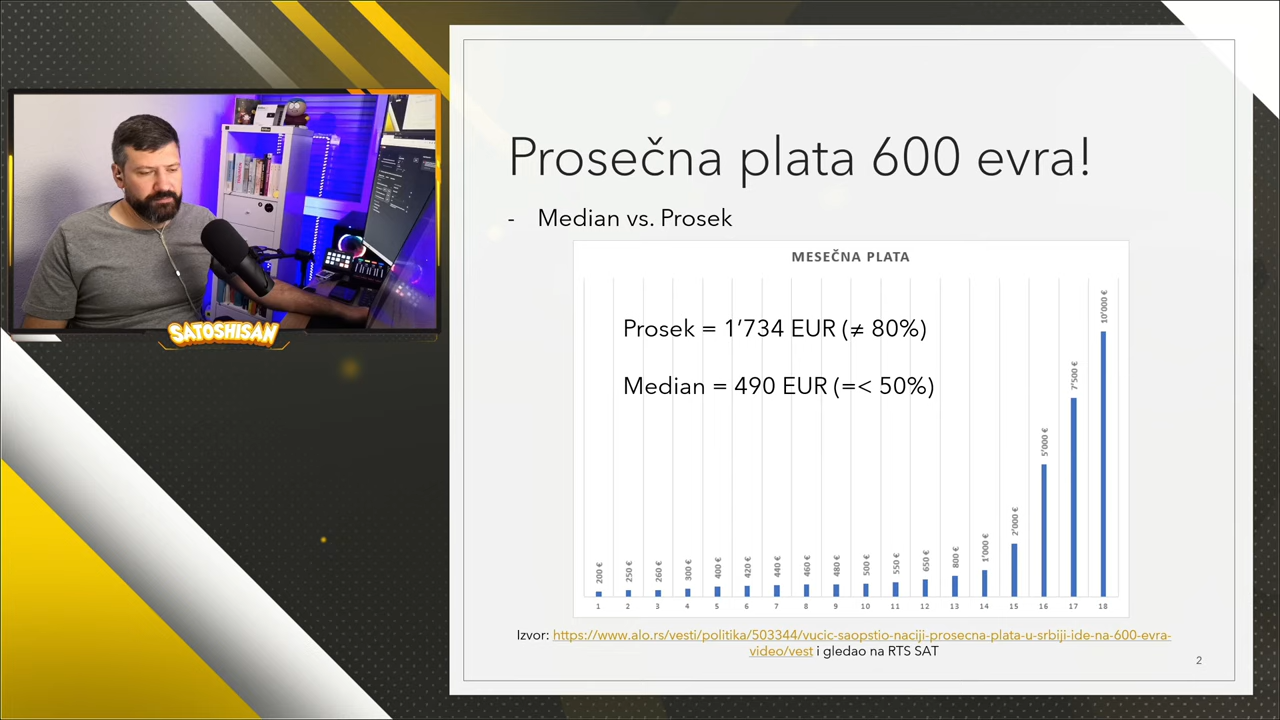 Prosečna plata 600 evra!
- Median vs. Prosek
MESEČNA PLATA
Prosek = 1’734 EUR (≠ 80%)
Median = 490 EUR (=< 50%)
200 € 250 € 260 € 300 € 400 € 420 € 440 € 460 € 480 € 500 € 550 € 650 € 800 € 1'000 € 2'000 € 5'000 € 7'500 € 10'000 €
1 2 3 4 5 6 7 8 9 10 11 12 13 14 15 16 17 18
Izvor: https://www.alo.rs/vesti/politika/503344/vucic-saopstio-naciji-prosecna-plata-u-srbiji-ide-na-600-evra-
video/vest i gledao na RTS SAT
2
SATOSHISAN